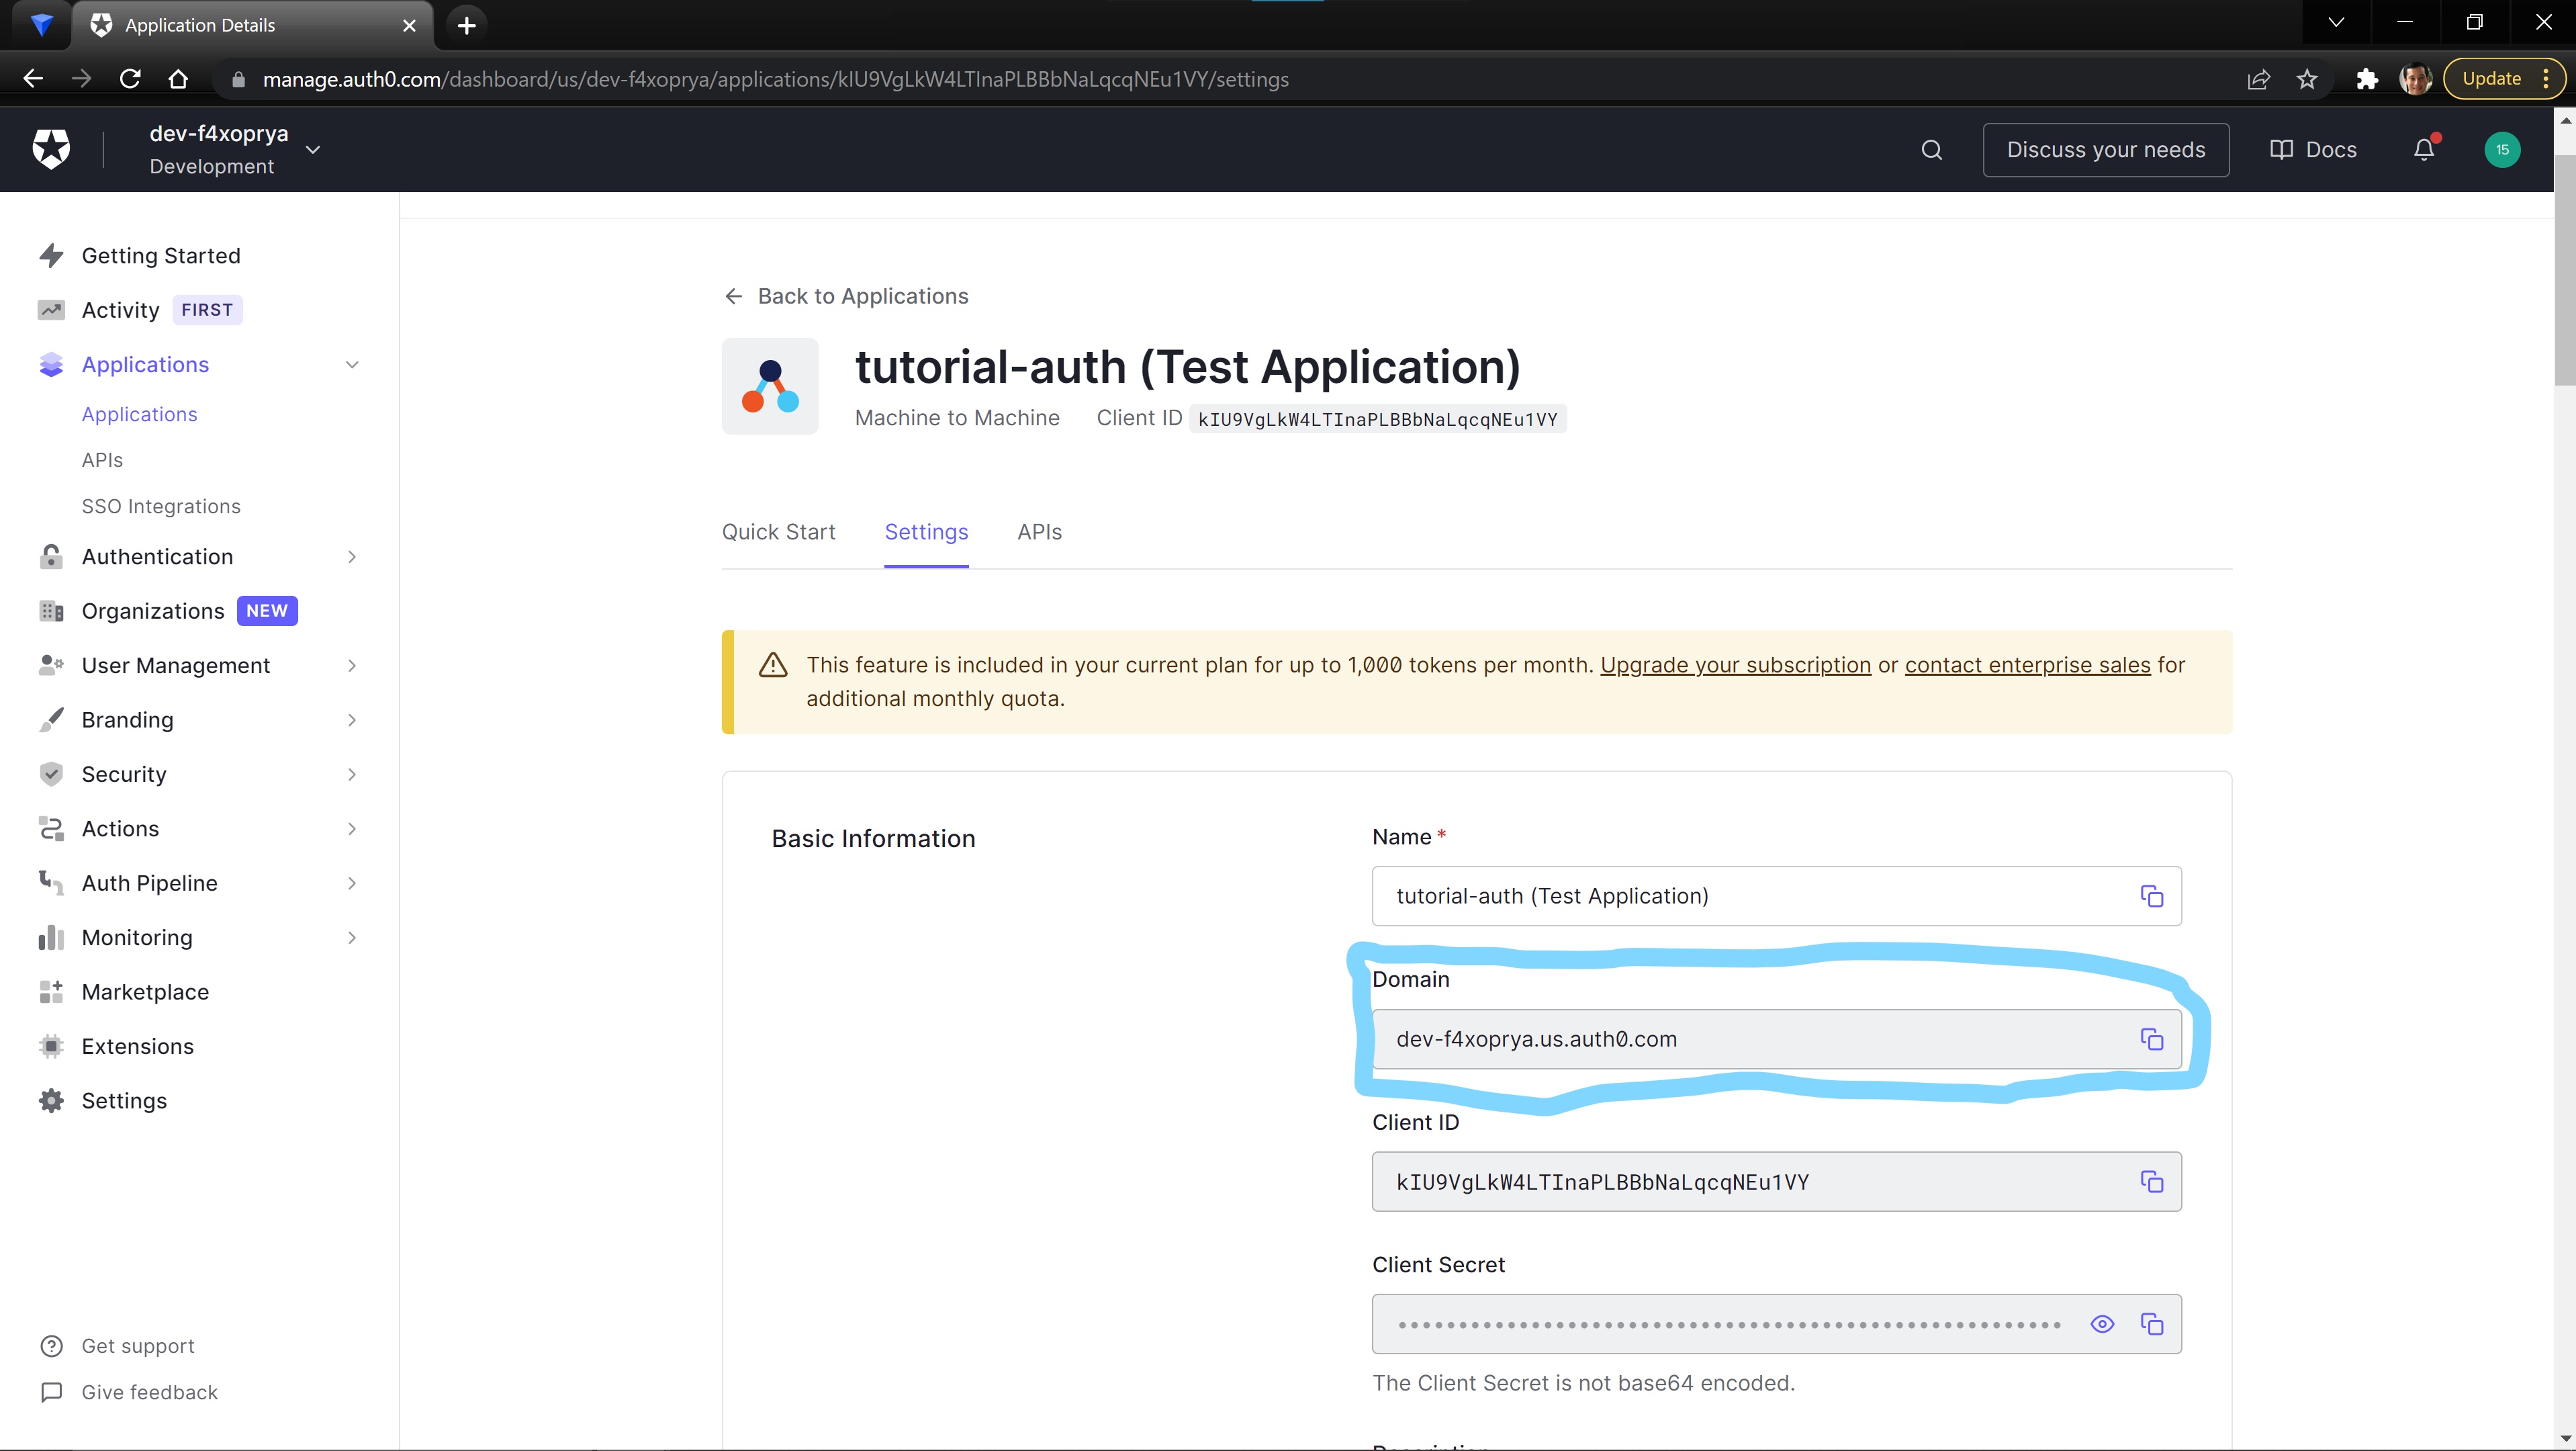 Application Details
manage.auth0.com/dashboard/us/dev-f4xoprya/applications/kIU9VgLkW4LTInaPLBBbNaLqcqNEu1VY/settings
Update
dev-f4xoprya
Development
Discuss your needs
Docs
15
Getting Started
Activity FIRST
Applications
Applications
APIs
SSO Integrations
Authentication
Organizations NEW
User Management
Branding
Security
Actions
Auth Pipeline
Monitoring
Marketplace
Extensions
Settings
Get support
Give feedback
Back to Applications
tutorial-auth (Test Application)
Machine to Machine Client ID kIU9VgLkW4LTInaPLBBbNaLqcqNEu1VY
Quick Start Settings APIs
This feature is included in your current plan for up to 1,000 tokens per month. Upgrade your subscription or contact enterprise sales for
additional monthly quota.
Basic Information
Name *
tutorial-auth (Test Application)
Domain
dev-f4xoprya.us.auth0.com
Client ID
kIU9VgLkW4LTInaPLBBbNaLqcqNEu1VY
Client Secret
The Client Secret is not base64 encoded.